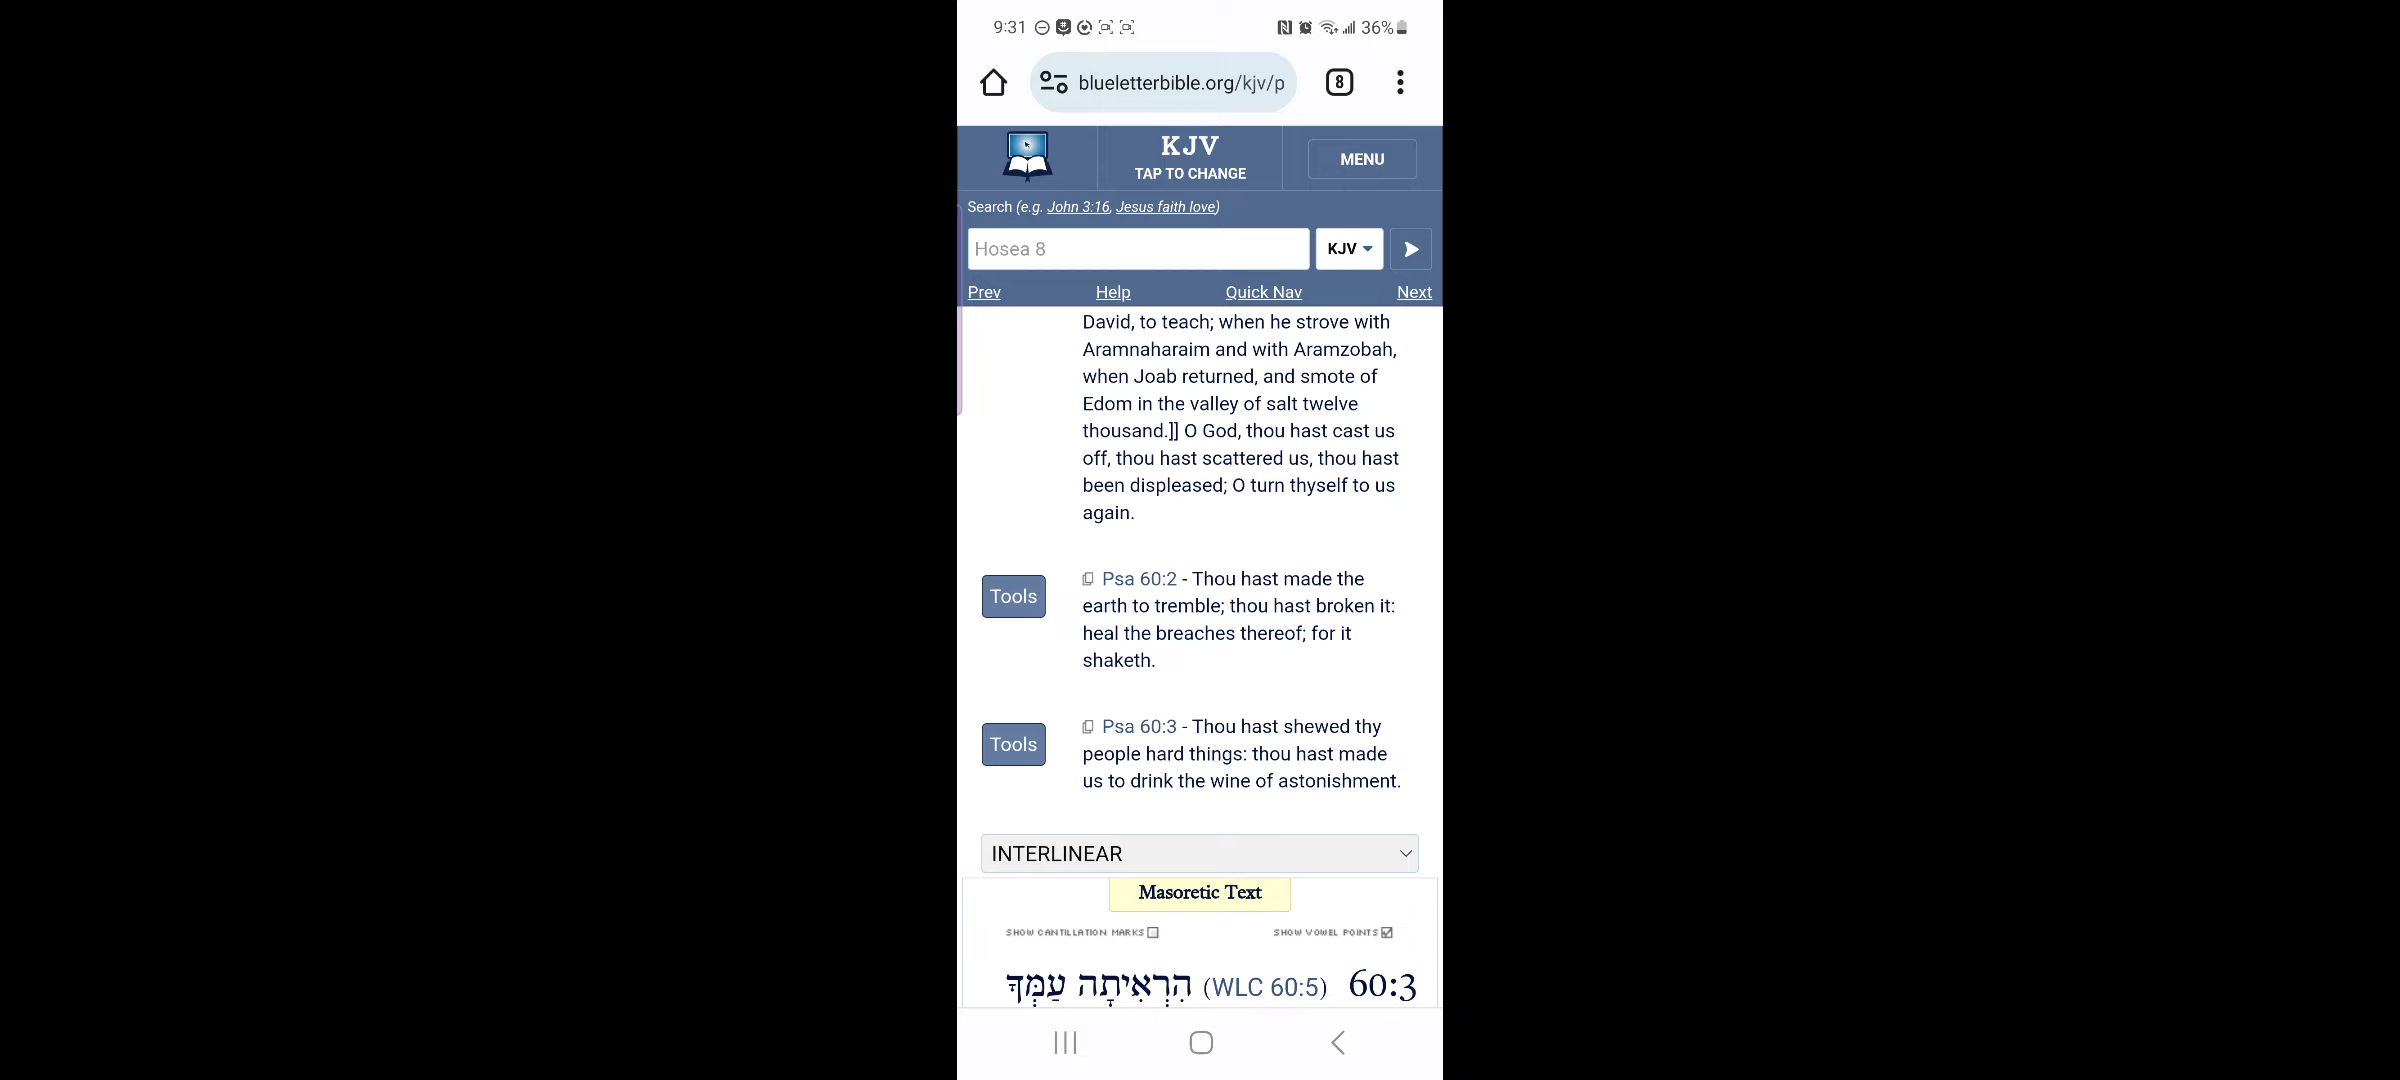 9:31 36%
blueletterbible.org/kjv/p 8
KJV
TAP TO CHANGE
MENU
Search (e.g. John 3:16, Jesus faith love)
Hosea 8 KJV
Prev Help Quick Nav Next
David, to teach; when he strove with
Aramnaharaim and with Aramzobah,
when Joab returned, and smote of
Edom in the valley of salt twelve
thousand.]] O God, thou hast cast us
off, thou hast scattered us, thou hast
been displeased; O turn thyself to us
again.
Tools
Psa 60:2 - Thou hast made the
earth to tremble; thou hast broken it:
heal the breaches thereof; for it
shaketh.
Tools
Psa 60:3 - Thou hast shewed thy
people hard things: thou hast made
us to drink the wine of astonishment.
INTERLINEAR
Masoretic Text
SHOW CANTILLATION MARKS SHOW VOWEL POINTS
60:3 (WLC 60:5) הִרְאִיתָה עַמְּךָ